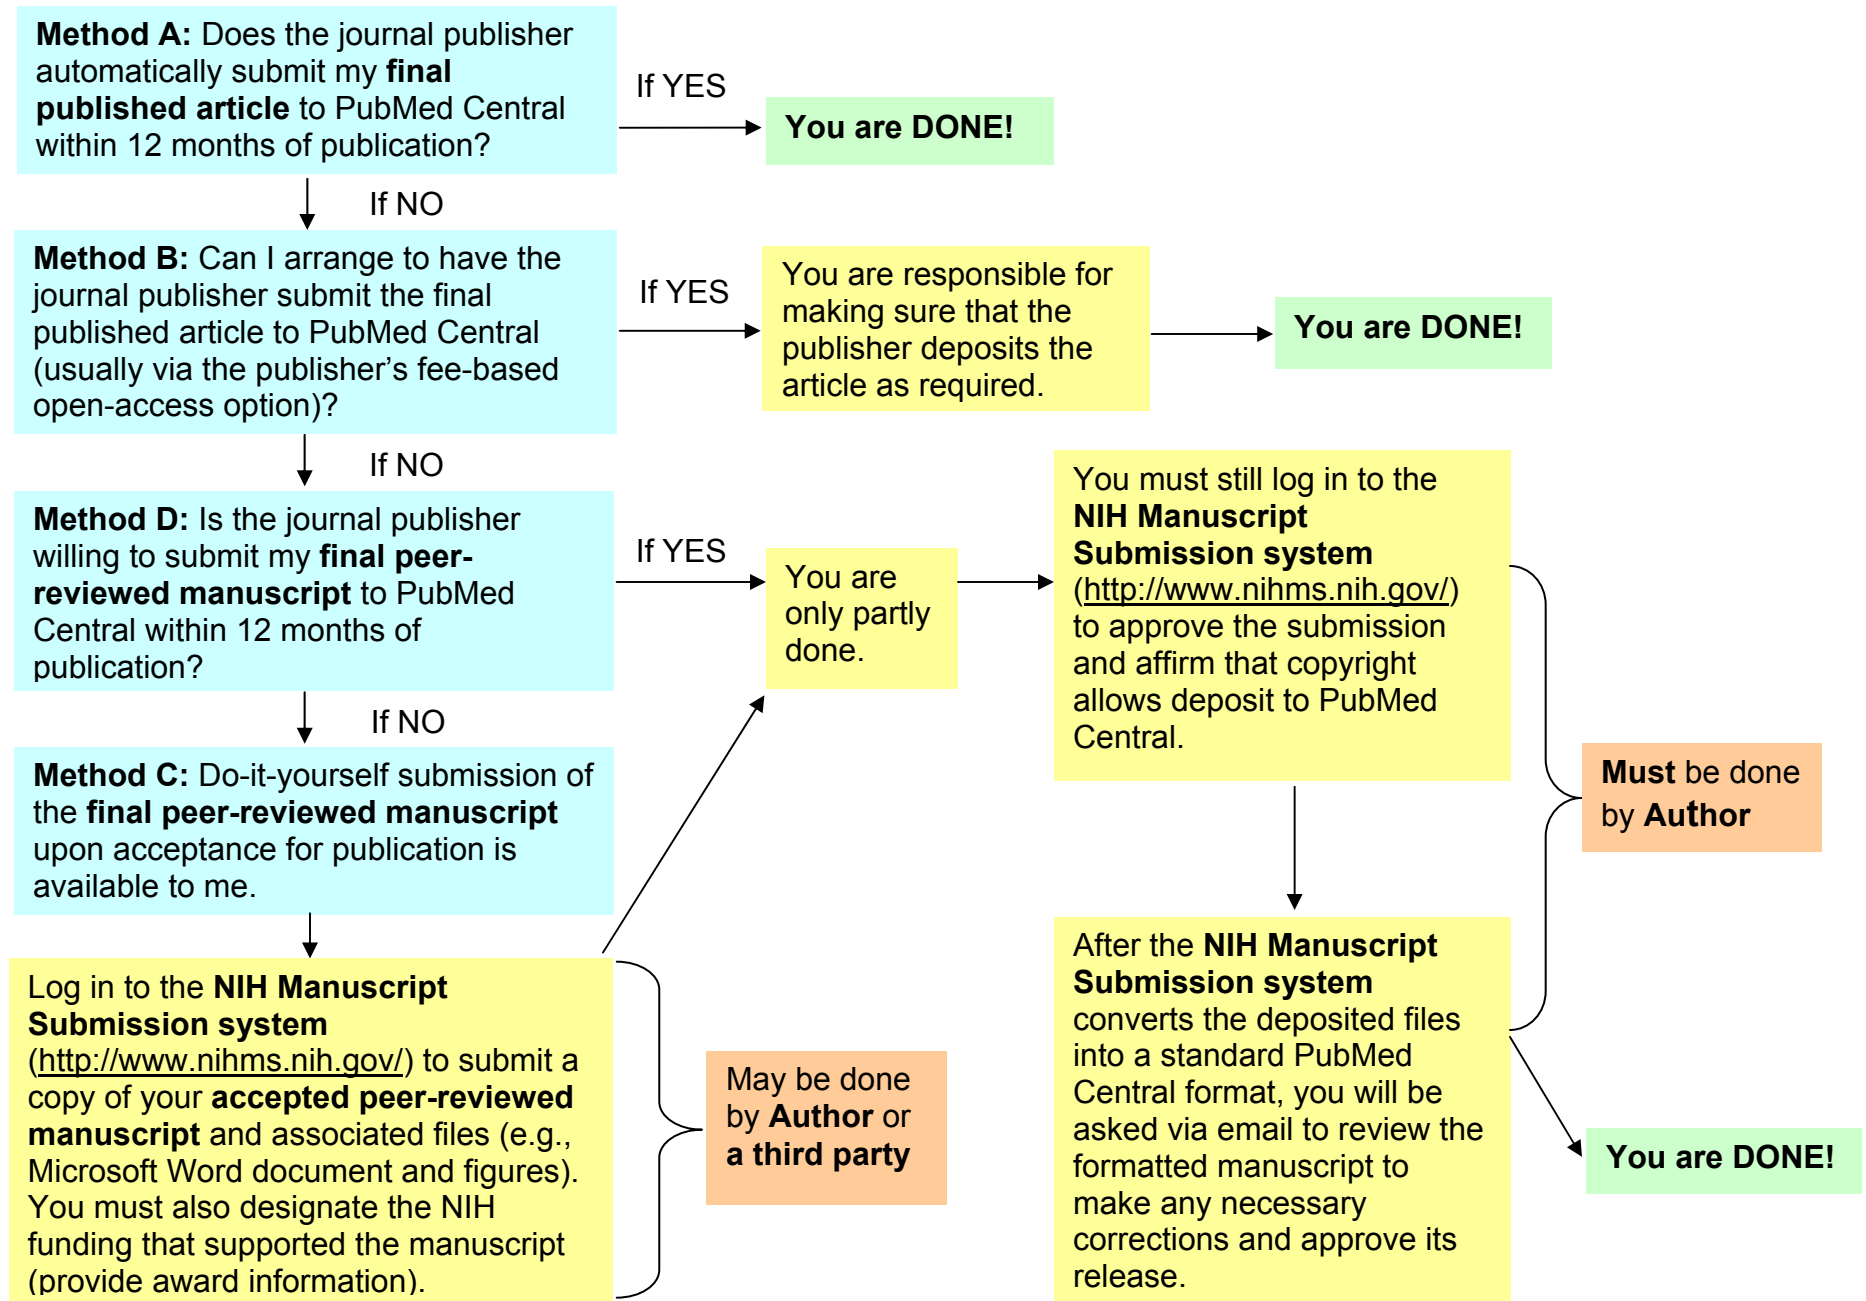 Method A: Does the journal publisher
automatically submit my final
published article to PubMed Central
within 12 months of publication?
If YES
You are DONE!
If NO
Method B: Can I arrange to have the
journal publisher submit the final
published article to PubMed Central
(usually via the publisher’s fee-based
open-access option)?
If YES
You are responsible for
making sure that the
publisher deposits the
article as required.
You are DONE!
If NO
Method D: Is the journal publisher
willing to submit my final peer-
reviewed manuscript to PubMed
Central within 12 months of
publication?
If YES
You are
only partly
done.
You must still log in to the
NIH Manuscript
Submission system
(http://www.nihms.nih.gov/)
to approve the submission
and affirm that copyright
allows deposit to PubMed
Central.
If NO
Method C: Do-it-yourself submission of
the final peer-reviewed manuscript
upon acceptance for publication is
available to me.
Must be done
by Author
Log in to the NIH Manuscript
Submission system
(http://www.nihms.nih.gov/) to submit a
copy of your accepted peer-reviewed
manuscript and associated files (e.g.,
Microsoft Word document and figures).
You must also designate the NIH
funding that supported the manuscript
(provide award information).
May be done
by Author or
a third party
After the NIH Manuscript
Submission system
converts the deposited files
into a standard PubMed
Central format, you will be
asked via email to review the
formatted manuscript to
make any necessary
corrections and approve its
release.
You are DONE!